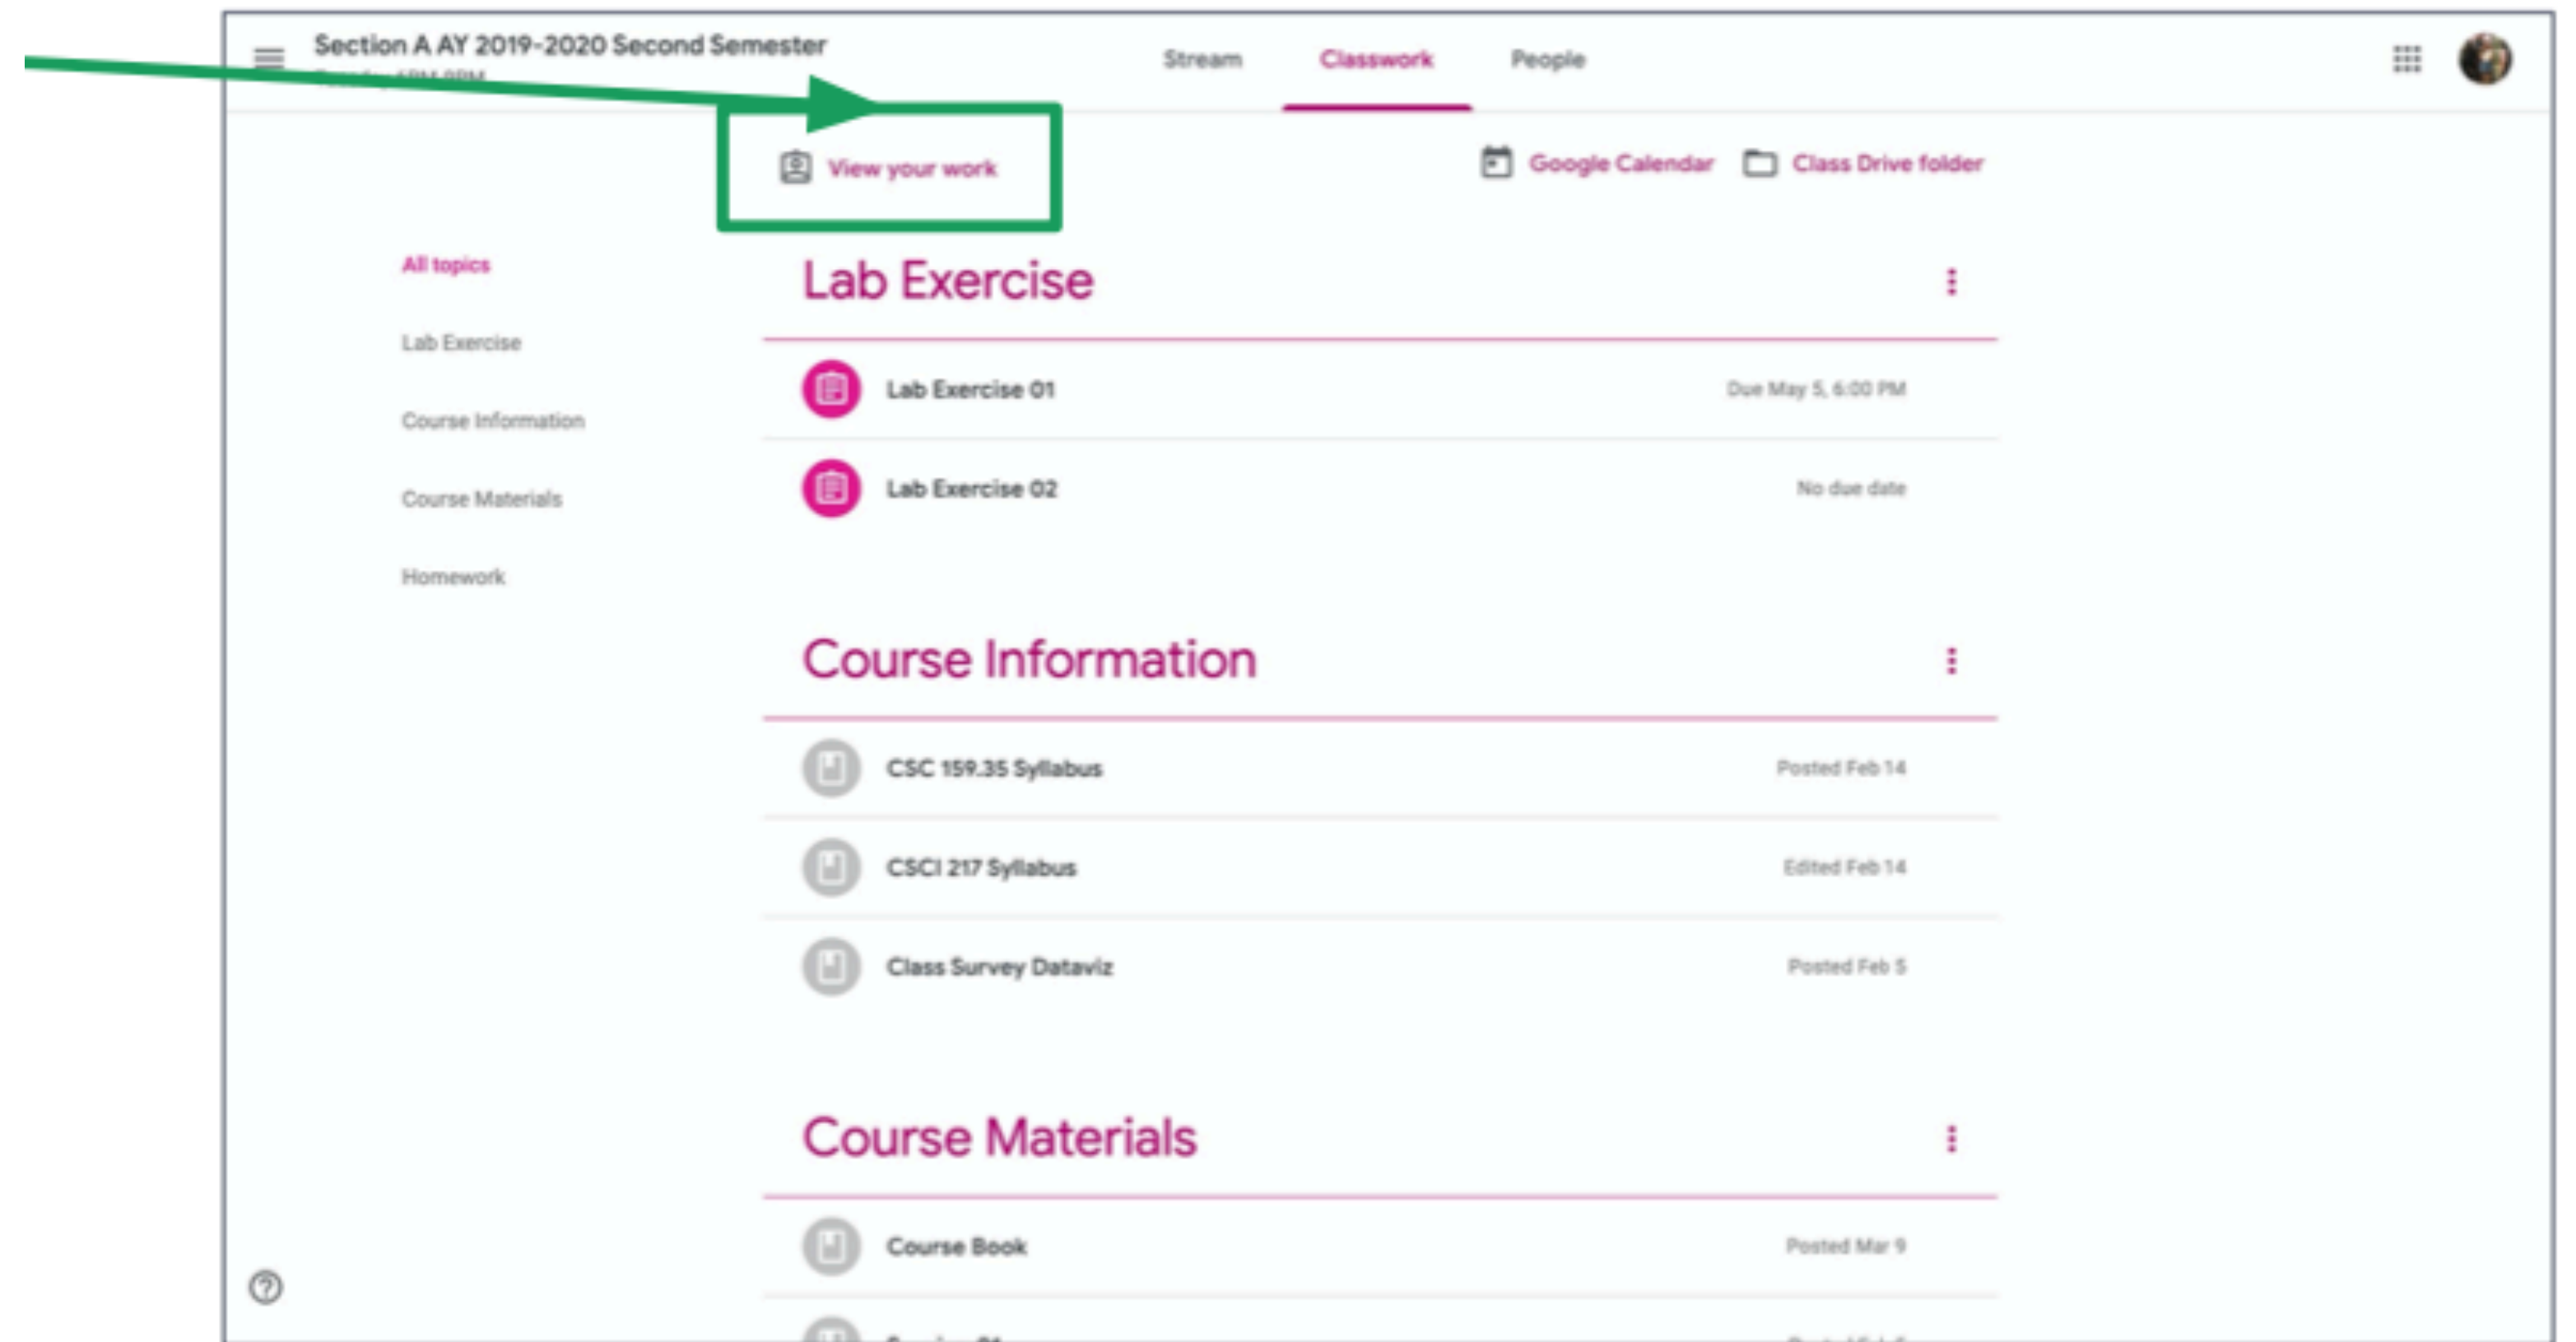 Section A AY 2019-2020 Second Semester
Stream Classwork People
6PM-9PM
View your work
Google Calendar Class Drive folder
All topics
Lab Exercise
Course Information
Course Materials
Homework
Lab Exercise
Lab Exercise 01 Due May 5, 6:00 PM
Lab Exercise 02 No due date
Course Information
CSC 159.35 Syllabus Posted Feb 14
CSCI 217 Syllabus Edited Feb 14
Class Survey Dataviz Posted Feb 5
Course Materials
Course Book Posted Mar 9